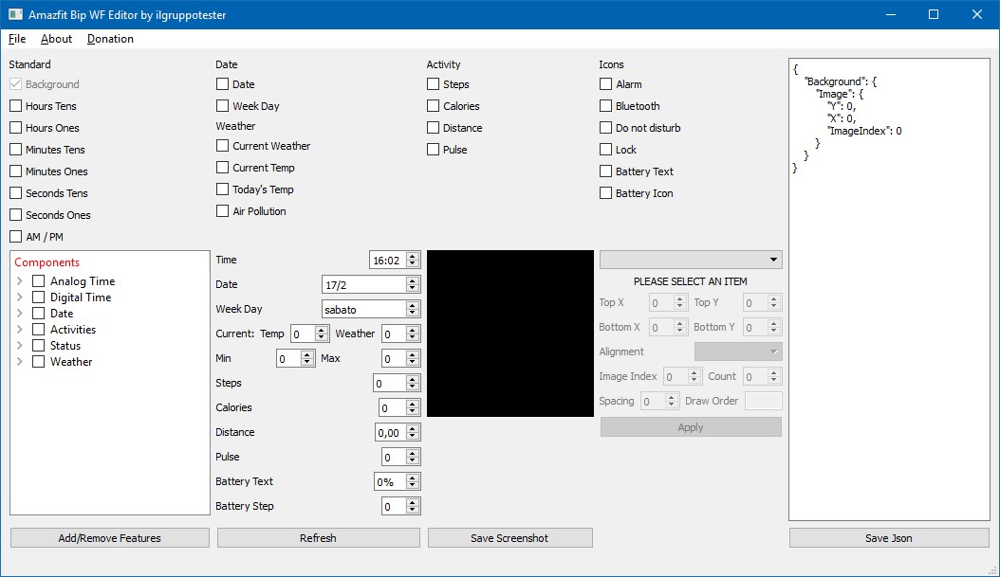 Amazfit Bip WF Editor by ilgruppotester
File About Donation
Standard
Background
Hours Tens
Hours Ones
Minutes Tens
Minutes Ones
Seconds Tens
Seconds Ones
AM / PM
Date
Date
Week Day
Weather
Current Weather
Current Temp
Today's Temp
Air Pollution
Activity
Steps
Calories
Distance
Pulse
Icons
Alarm
Bluetooth
Do not disturb
Lock
Battery Text
Battery Icon
Components
Analog Time
Digital Time
Date
Activities
Status
Weather
Add/Remove Features
Time 16:02
Date 17/2
Week Day sabato
Current: Temp 0 Weather 0
Min 0 Max 0
Steps 0
Calories 0
Distance 0,00
Pulse 0
Battery Text 0%
Battery Step 0
Refresh
Save Screenshot
PLEASE SELECT AN ITEM
Top X 0 Top Y 0
Bottom X 0 Bottom Y 0
Alignment
Image Index 0 Count 0
Spacing 0 Draw Order
Apply
{
"Background": {
"Image": {
"Y": 0,
"X": 0,
"ImageIndex": 0
}
}
}
Save Json